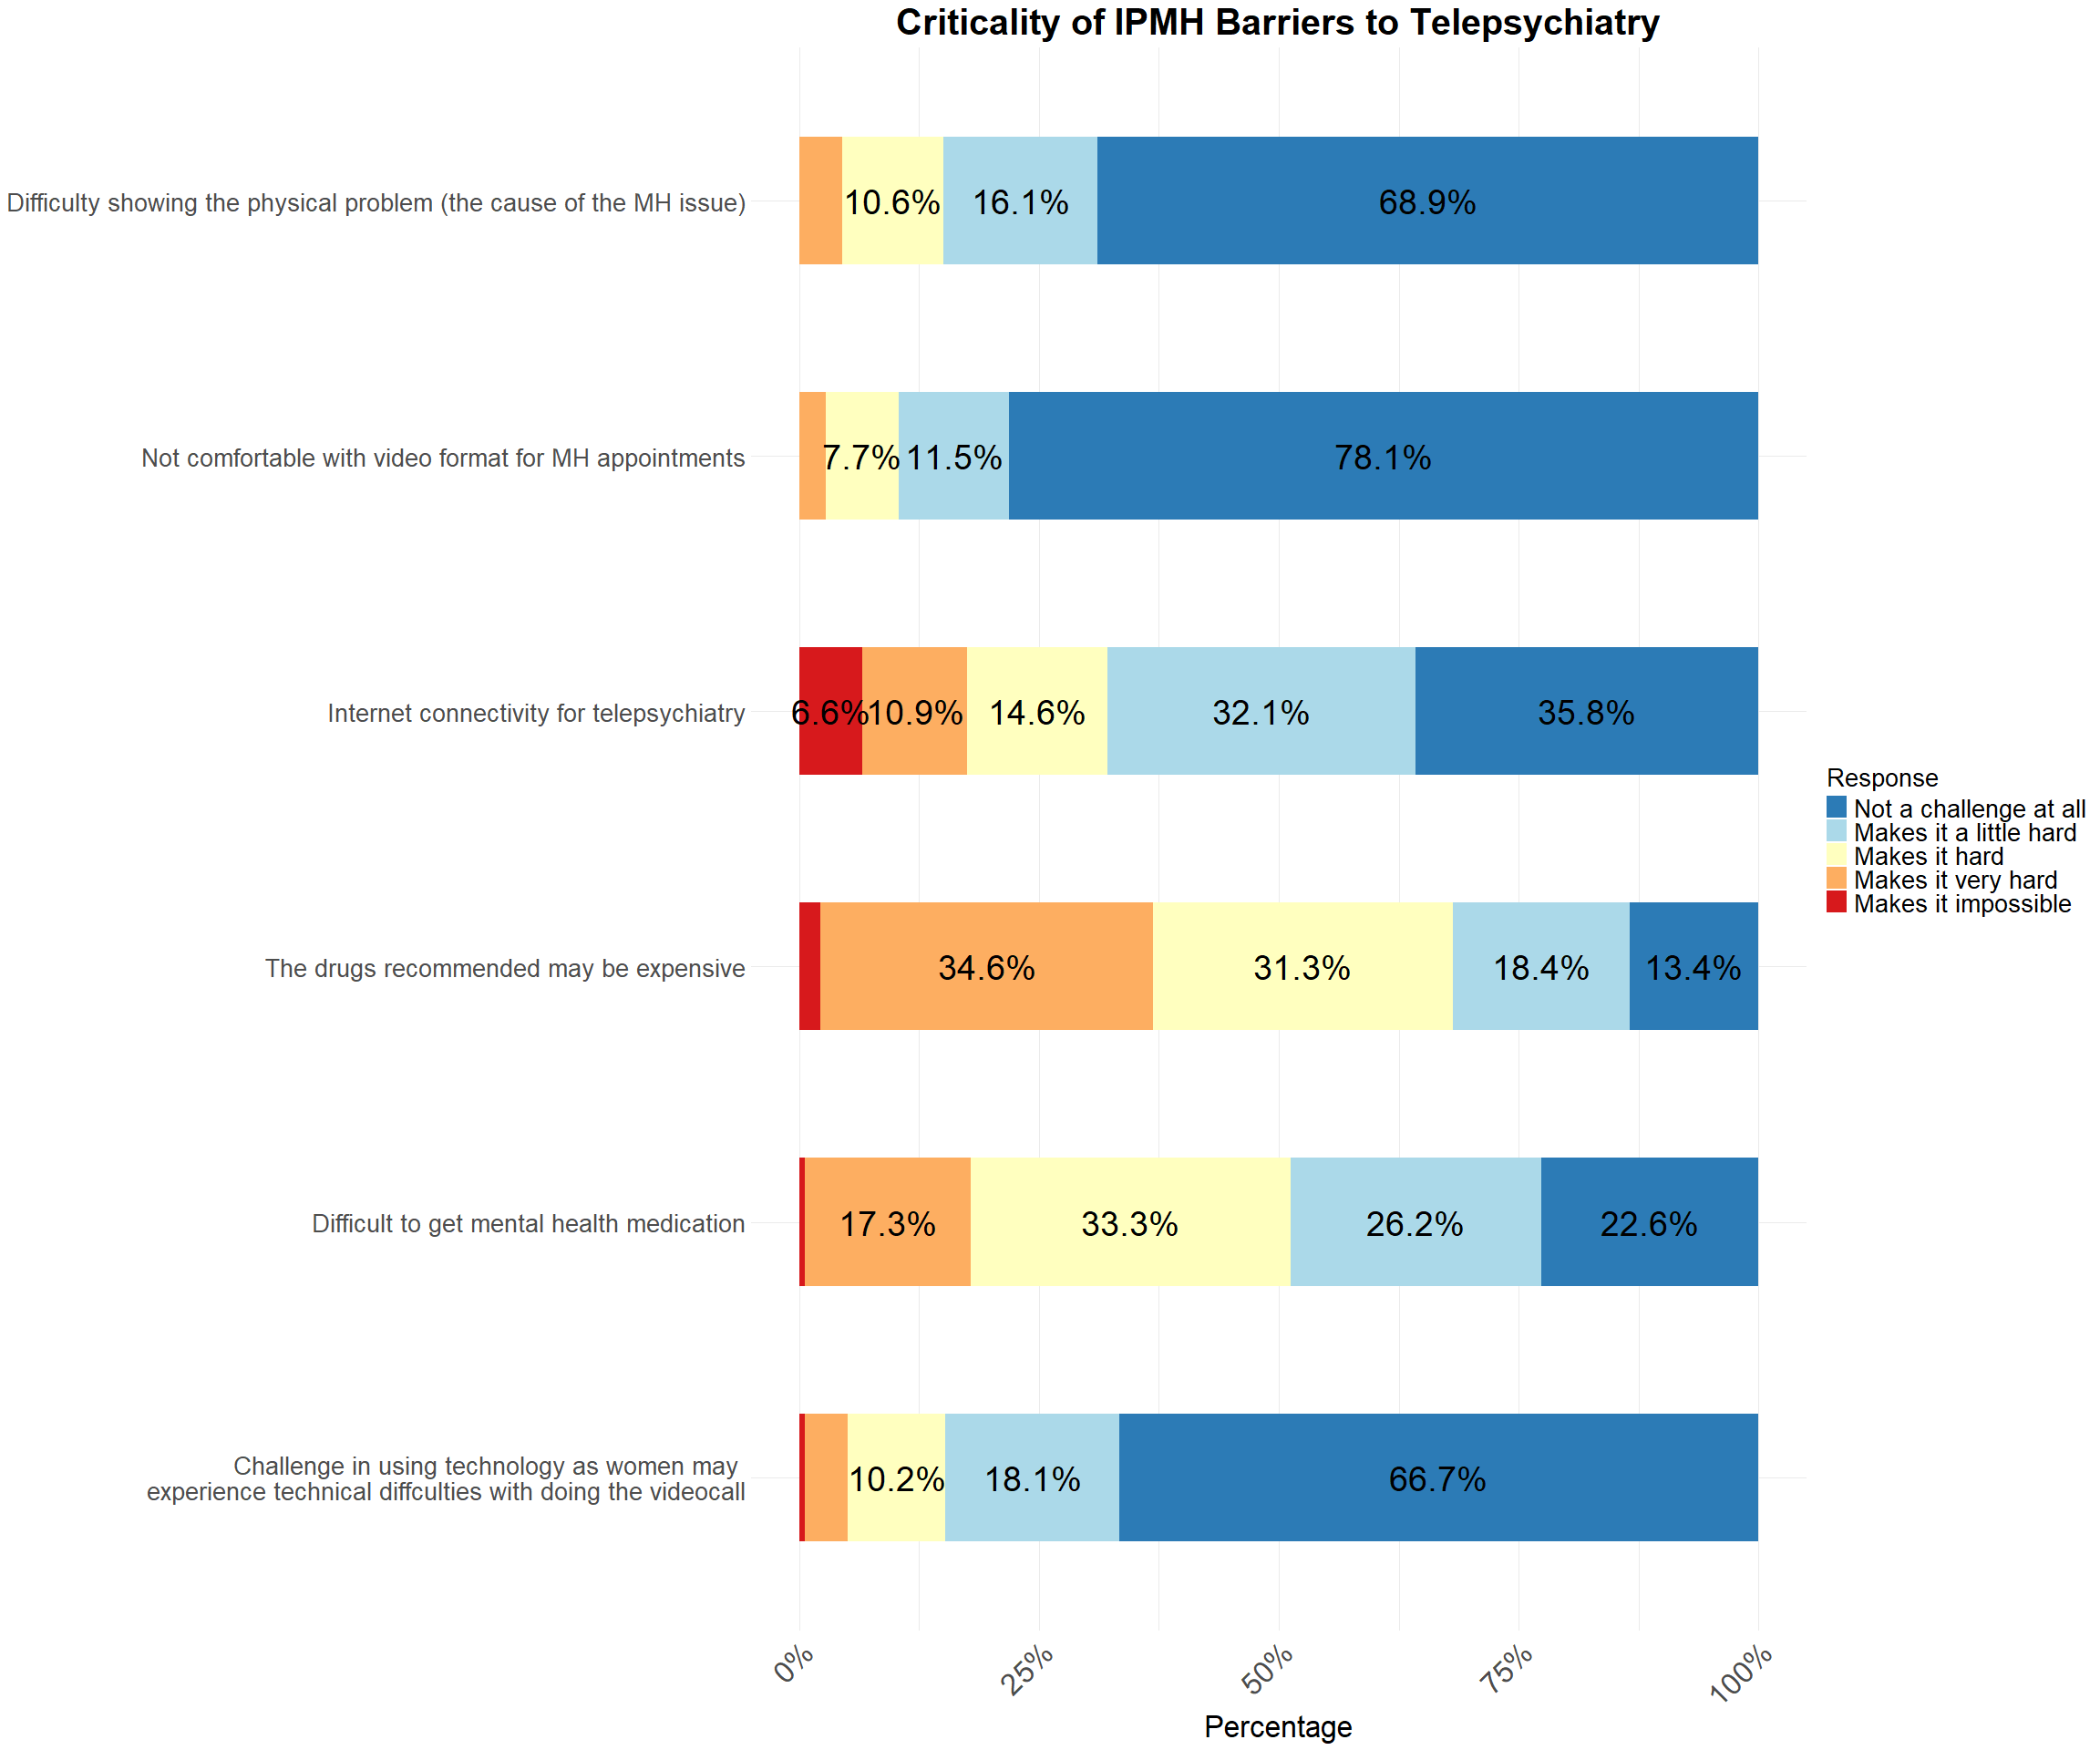 Criticality of IPMH Barriers to Telepsychiatry
Difficulty showing the physical problem (the cause of the MH issue)
10.6% 16.1% 68.9%
Not comfortable with video format for MH appointments
7.7% 11.5% 78.1%
Internet connectivity for telepsychiatry
6.6% 10.9% 14.6% 32.1% 35.8%
The drugs recommended may be expensive
34.6% 31.3% 18.4% 13.4%
Difficult to get mental health medication
17.3% 33.3% 26.2% 22.6%
Challenge in using technology as women may
experience technical diffculties with doing the videocall
10.2% 18.1% 66.7%
0% 25% 50% 75% 100%
Percentage
Response
Not a challenge at all
Makes it a little hard
Makes it hard
Makes it very hard
Makes it impossible